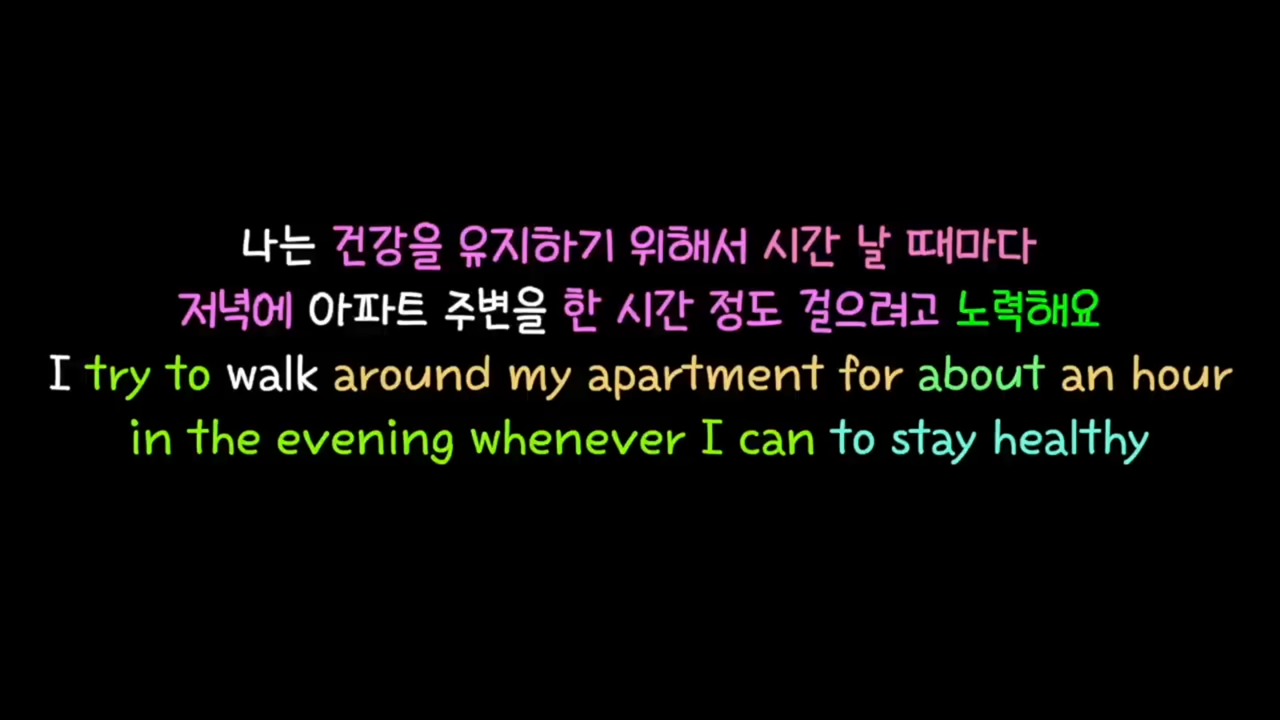 나는 건강을 유지하기 위해서 시간 날 때마다
저녁에 아파트 주변을 한 시간 정도 걸으려고 노력해요
I try to walk around my apartment for about an hour
in the evening whenever I can to stay healthy